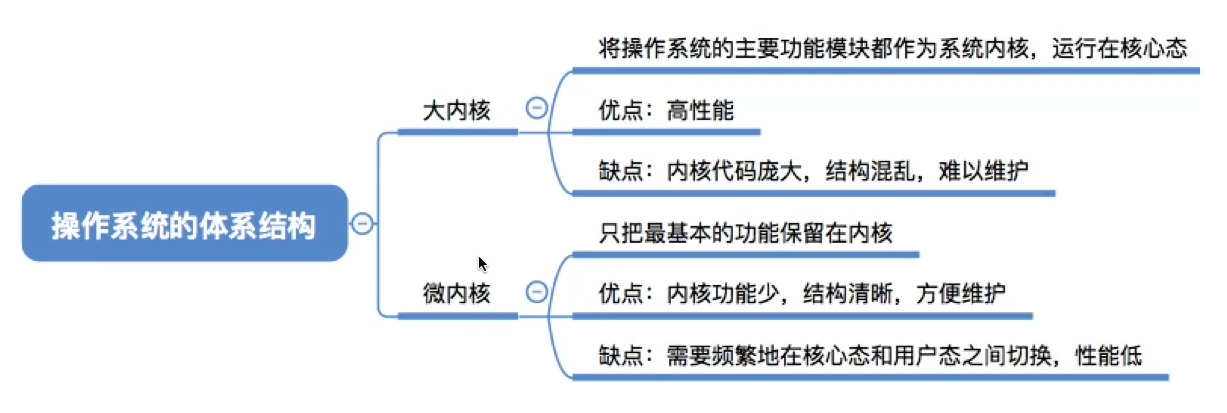 操作系统的体系结构
大内核
将操作系统的主要功能模块都作为系统内核，运行在核心态
优点：高性能
缺点：内核代码庞大，结构混乱，难以维护
微内核
只把最基本的功能保留在内核
优点：内核功能少，结构清晰，方便维护
缺点：需要频繁地在核心态和用户态之间切换，性能低